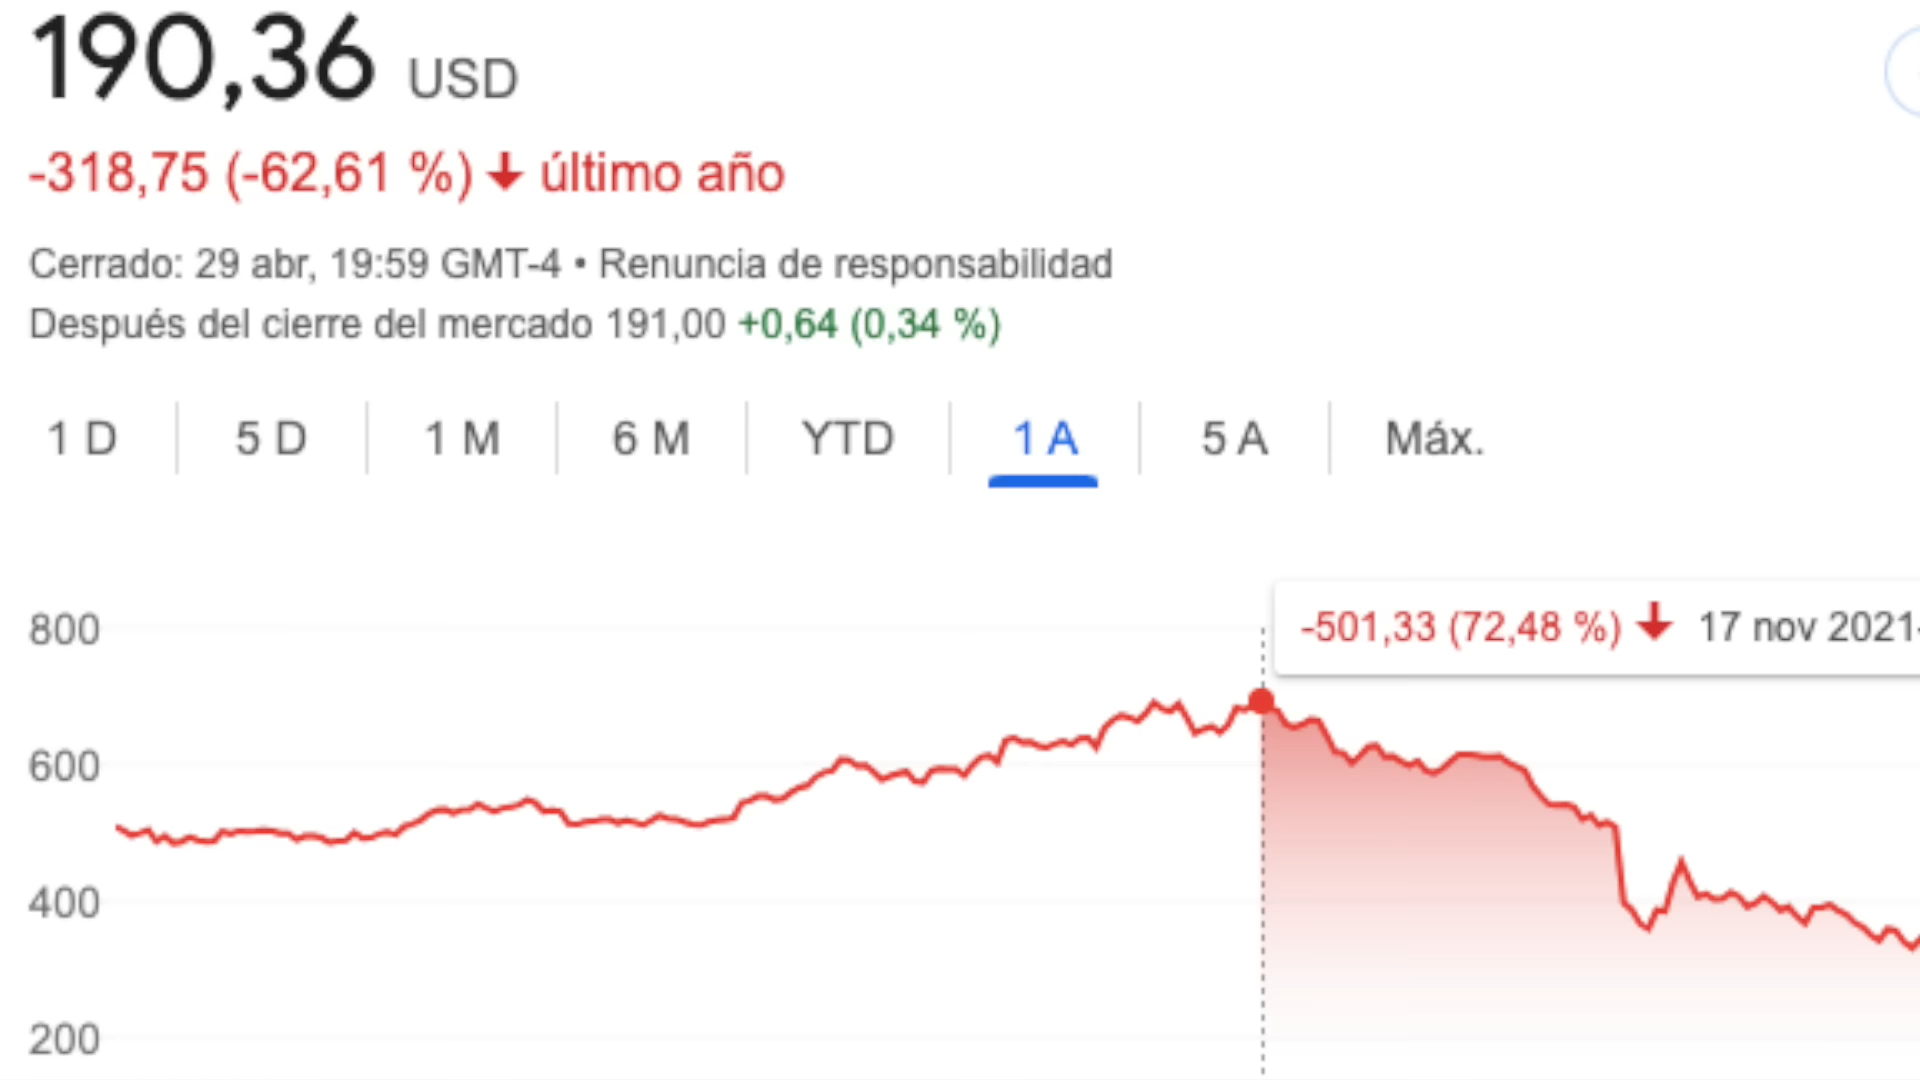 190,36 USD
-318,75 (-62,61 %) ↓ último año
Cerrado: 29 abr, 19:59 GMT-4 • Renuncia de responsabilidad
Después del cierre del mercado 191,00 +0,64 (0,34 %)
1 D 5 D 1 M 6 M YTD 1 A 5 A Máx.
-501,33 (72,48 %) ↓ 17 nov 2021-
800
600
400
200